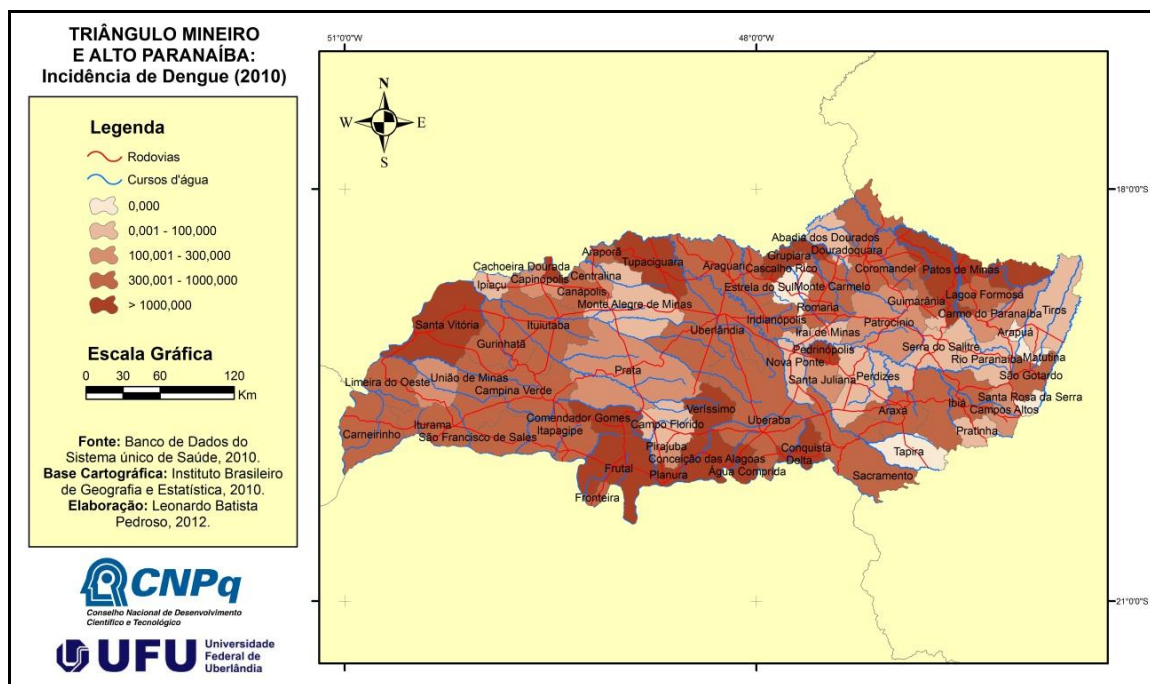 TRIÂNGULO MINEIRO
E ALTO PARANAÍBA:
Incidência de Dengue (2010)
Legenda
Rodovias
Cursos d'água
0,000
0,001 - 100,000
100,001 - 300,000
300,001 - 1000,000
> 1000,000
Escala Gráfica
0 30 60 120
Km
Fonte: Banco de Dados do
Sistema único de Saúde, 2010.
Base Cartográfica: Instituto Brasileiro
de Geografia e Estatística, 2010.
Elaboração: Leonardo Batista
Pedroso, 2012.
CNPq
Conselho Nacional de Desenvolvimento
Científico e Tecnológico
UFU
Universidade
Federal de
Uberlândia
51°0'0"W
48°0'0"W
N
W E
S
18°0'0"S
21°0'0"S
Abadia dos Dourados
Douradoquara
Grupiara
Araporã
Tupaciguara
Araguari
Cascalho Rico
Coromandel
Patos de Minas
Cachoeira Dourada
Capinópolis
Centralina
Ipiaçu
Canápolis
Estrela do Sul
Monte Carmelo
Lagoa Formosa
Monte Alegre de Minas
Romaria
Guimarânia
Carmo do Paranaíba
Tiros
Santa Vitória
Ituiutaba
Uberlândia
Indianópolis
Iraí de Minas
Patrocínio
Arapuá
Gurinhatã
Pedrinópolis
Serra do Salitre
Nova Ponte
Rio Paranaíba
Matutina
Prata
Limeira do Oeste
União de Minas
Santa Juliana
Perdizes
São Gotardo
Campina Verde
Santa Rosa da Serra
Veríssimo
Ibiá
Comendador Gomes
Araxá
Campos Altos
Iturama
Campo Florido
Uberaba
Carneirinho
São Francisco de Sales
Itapagipe
Pratinha
Pirajuba
Conquista
Tapira
Conceição das Alagoas
Delta
Frutal
Planura
Água Comprida
Sacramento
Fronteira